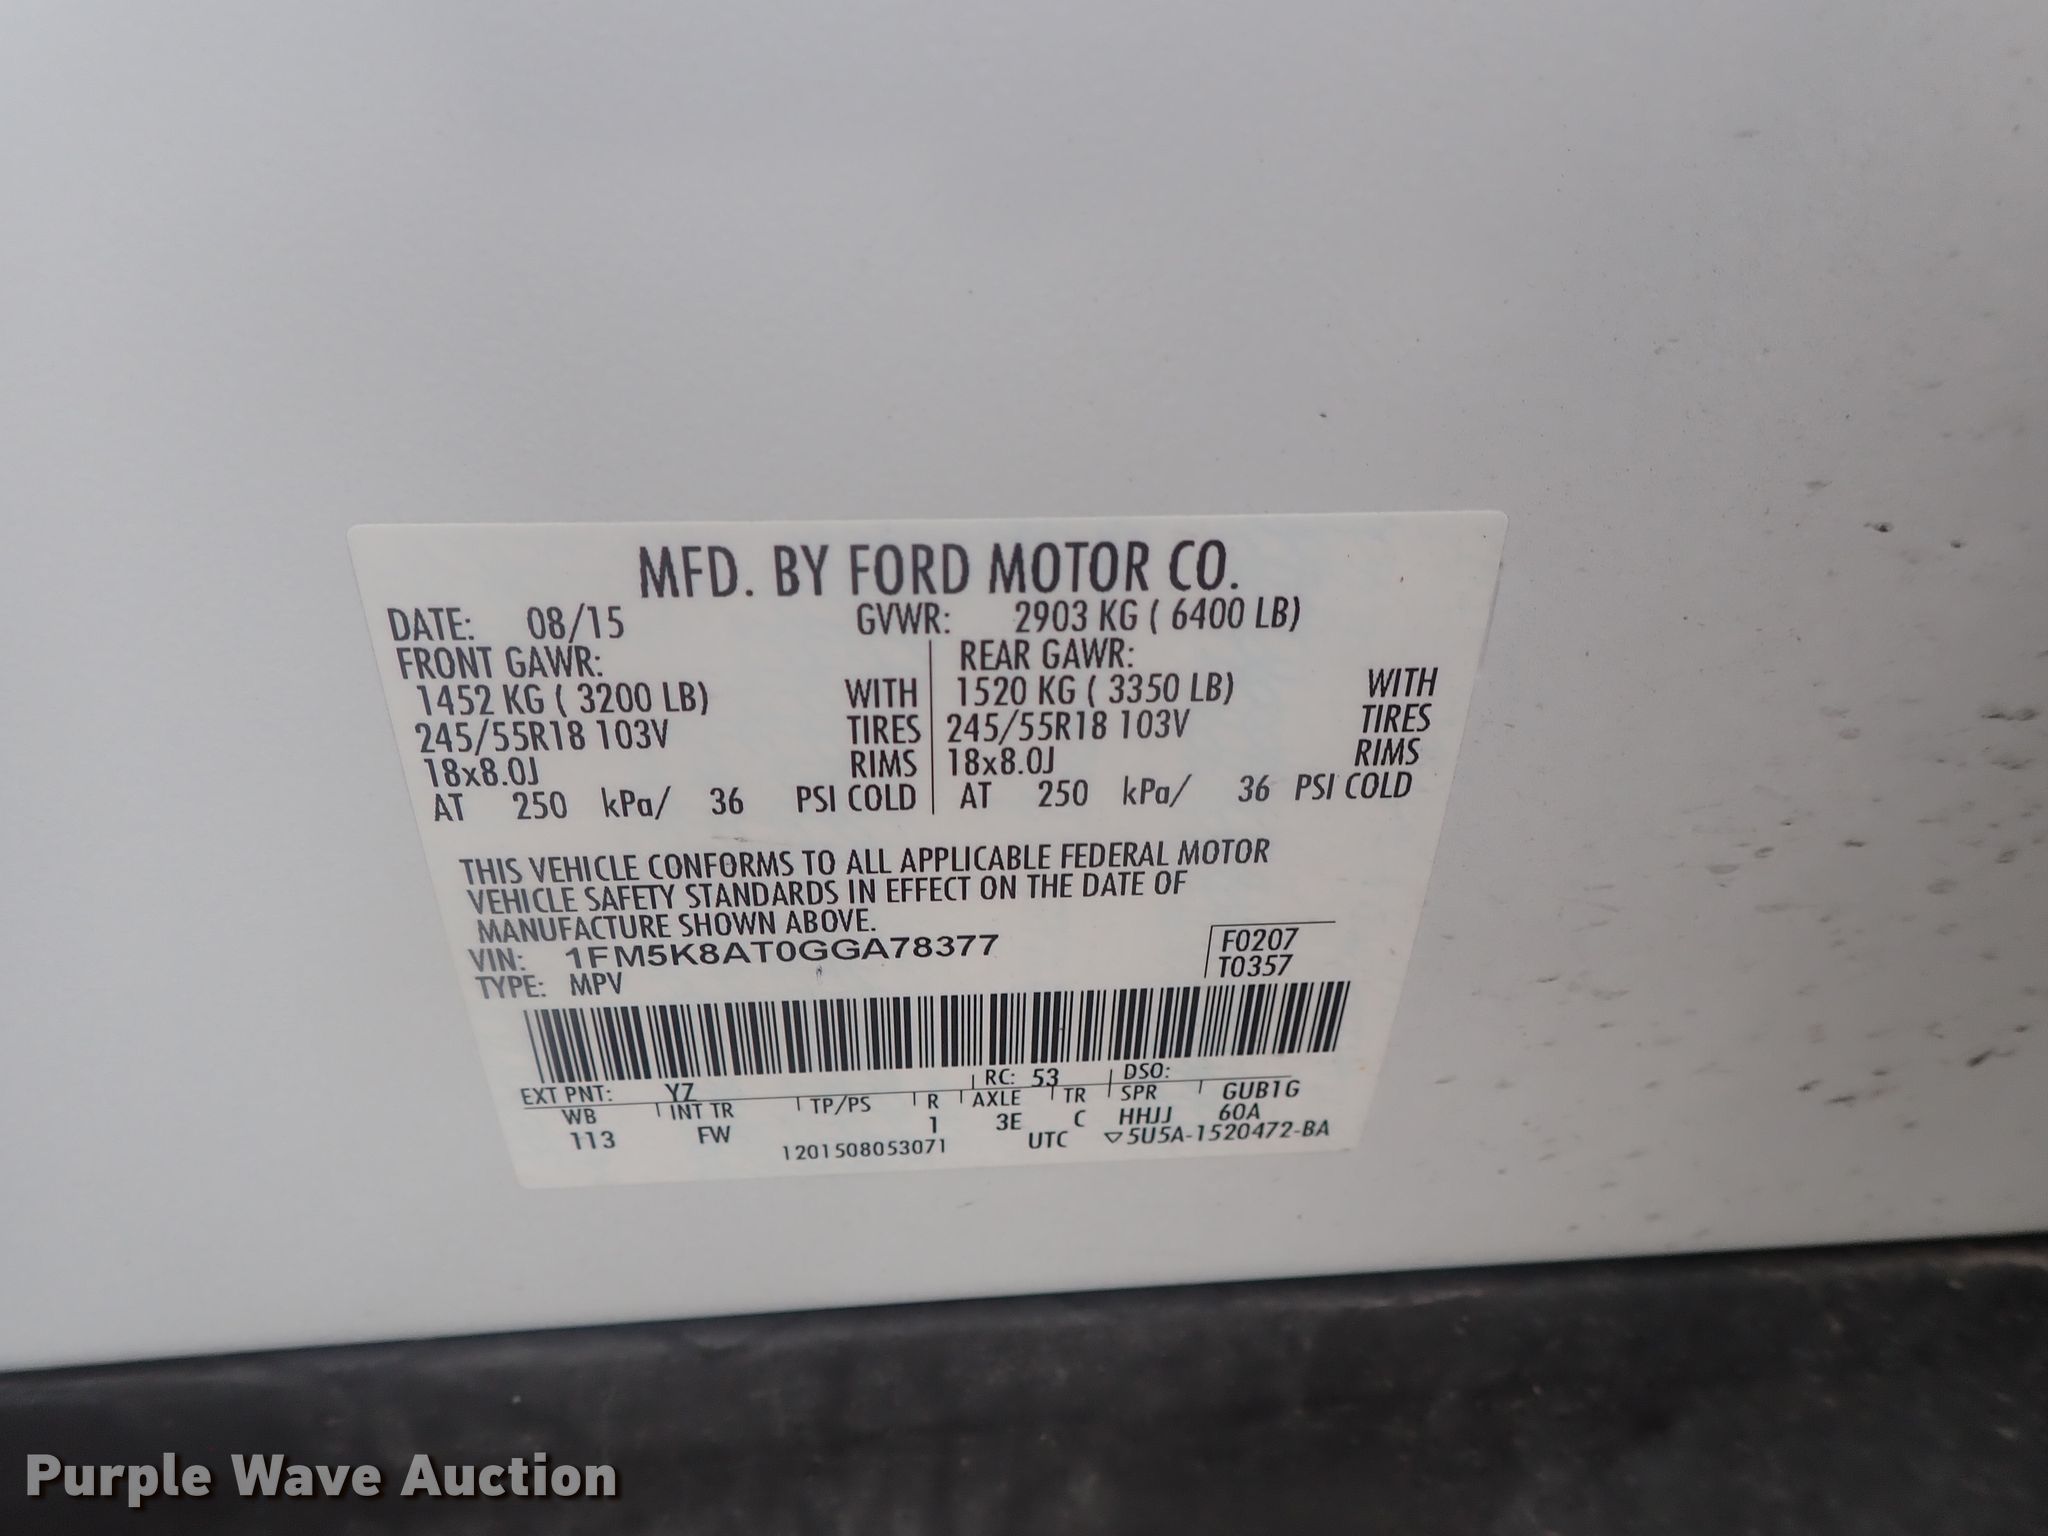 MFD. BY FORD MOTOR CO.
DATE: 08/15 GVWR: 2903 KG ( 6400 LB)
FRONT GAWR: REAR GAWR:
1452 KG ( 3200 LB) WITH 1520 KG ( 3350 LB) WITH
245/55R18 103V TIRES 245/55R18 103V TIRES
18x8.0J RIMS 18x8.0J RIMS
AT 250 kPa/ 36 PSI COLD AT 250 kPa/ 36 PSI COLD
THIS VEHICLE CONFORMS TO ALL APPLICABLE FEDERAL MOTOR
VEHICLE SAFETY STANDARDS IN EFFECT ON THE DATE OF
MANUFACTURE SHOWN ABOVE.
VIN: 1FM5K8AT0GGA78377 F0207
TYPE: MPV T0357
EXT PNT: YZ RC: 53 DSO:
WB INT TR TP/PS R AXLE TR SPR GUB1G
113 FW 1 3E C HHJJ 60A
1201508053071 UTC ▽5U5A-1520472-BA
Purple Wave Auction